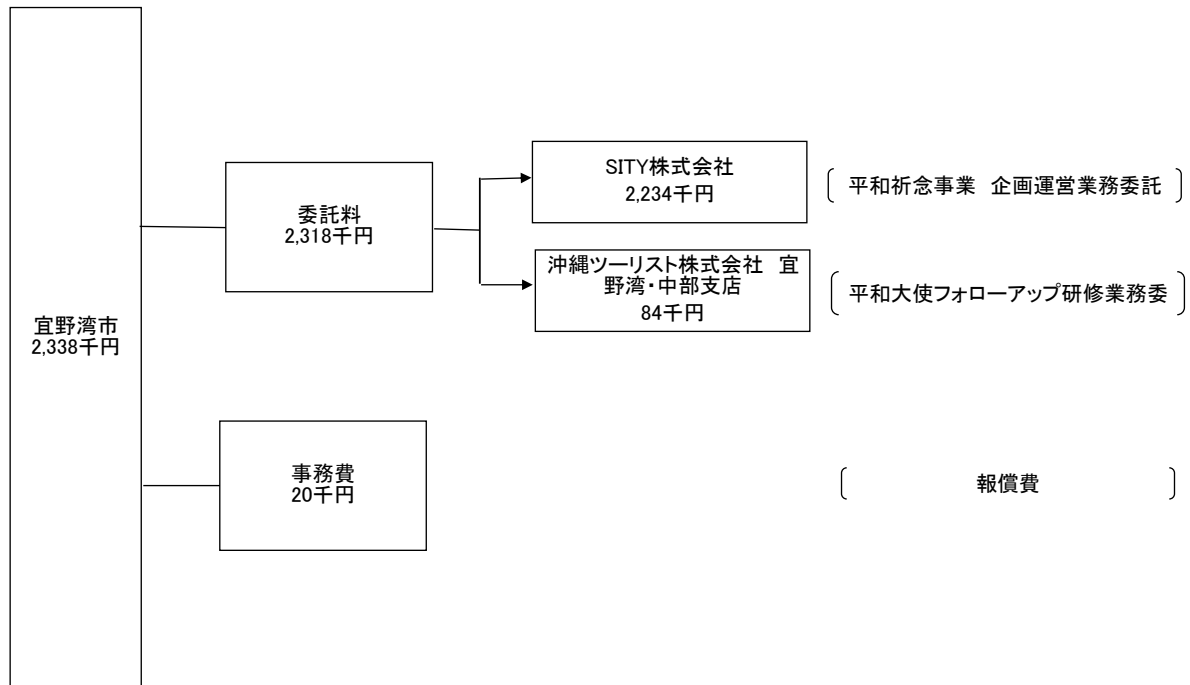 宜野湾市
2,338千円
委託料
2,318千円
SITY株式会社
2,234千円
平和祈念事業　企画運営業務委託
沖縄ツーリスト株式会社　宜
野湾・中部支店
84千円
平和大使フォローアップ研修業務委
事務費
20千円
報償費